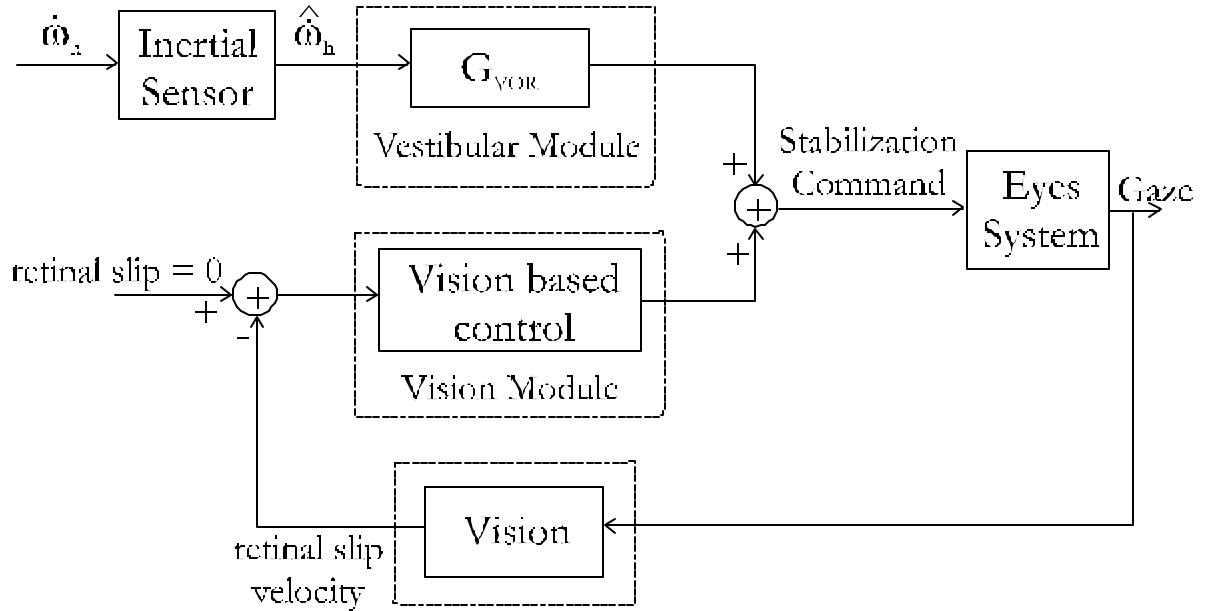 Inertial
Sensor
ω̂̇h
GVOR
Vestibular Module
+
Stabilization
Command
+
+
Eyes
System
Gaze
retinal slip = 0
+
+
-
Vision based
control
Vision Module
Vision
retinal slip
velocity